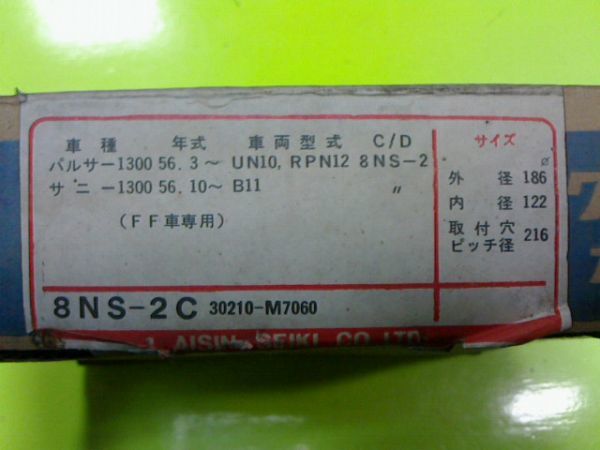 車種 年式 車両型式 C/D
パルサー1300 56. 3～ UN10, RPN12 8NS-2
サニー1300 56. 10～ B11 〃
(FF車専用)
サイズ
ø
外径 186
内径 122
取付穴
ピッチ径 216
8NS-2C 30210-M7060
AISIN SEIKI CO. LTD.